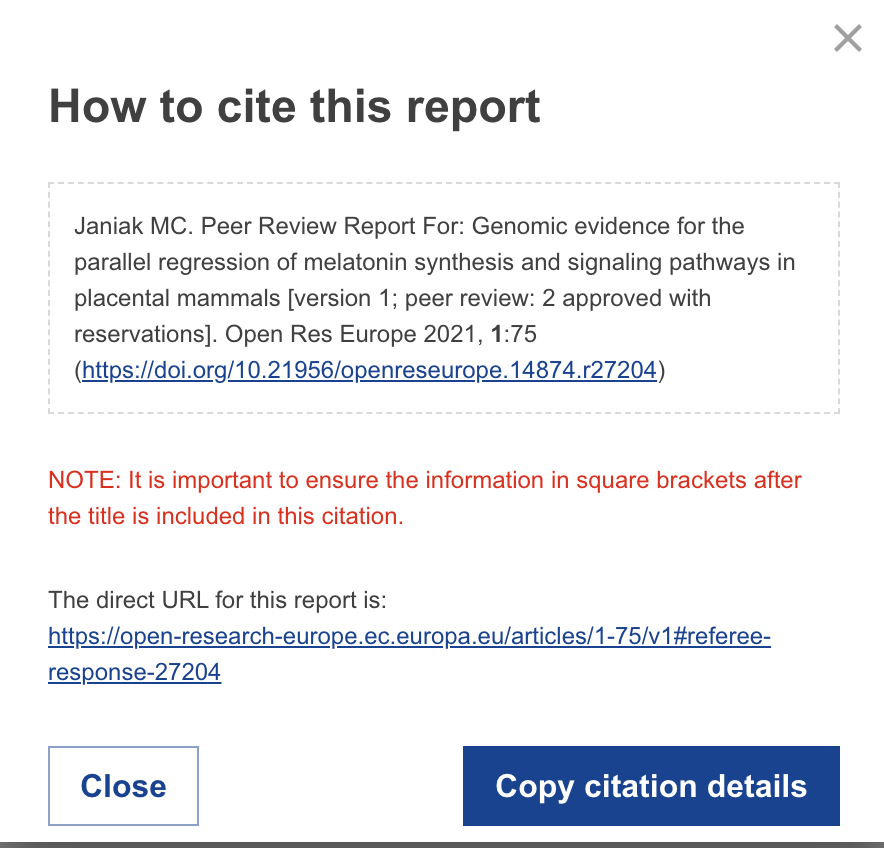 How to cite this report
Janiak MC. Peer Review Report For: Genomic evidence for the
parallel regression of melatonin synthesis and signaling pathways in
placental mammals [version 1; peer review: 2 approved with
reservations]. Open Res Europe 2021, 1:75
(https://doi.org/10.21956/openreseurope.14874.r27204)
NOTE: It is important to ensure the information in square brackets after
the title is included in this citation.
The direct URL for this report is:
https://open-research-europe.ec.europa.eu/articles/1-75/v1#referee-
response-27204
Close
Copy citation details